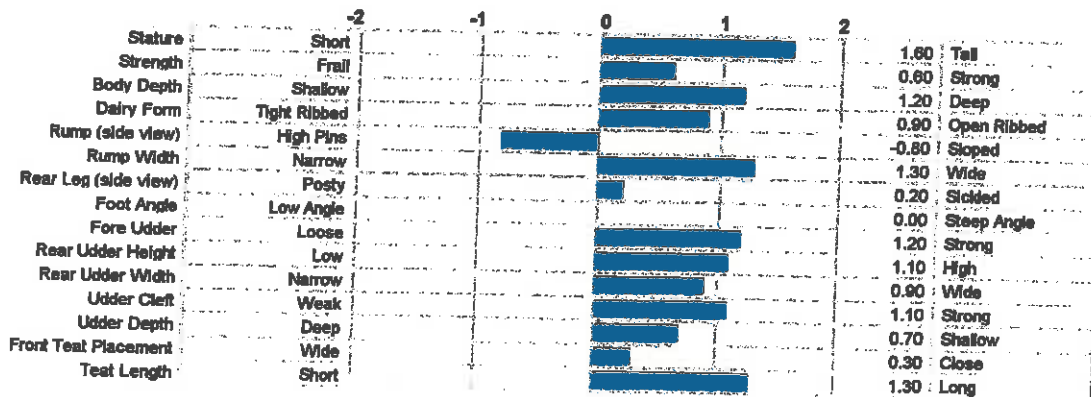 -2 -1 0 1 2
Stature Short 1.60 Tall
Strength Frail 0.60 Strong
Body Depth Shallow 1.20 Deep
Dairy Form Tight Ribbed 0.90 Open Ribbed
Rump (side view) High Pins -0.80 Sloped
Rump Width Narrow 1.30 Wide
Rear Leg (side view) Posty 0.20 Sickled
Foot Angle Low Angle 0.00 Steep Angle
Fore Udder Loose 1.20 Strong
Rear Udder Height Low 1.10 High
Rear Udder Width Narrow 0.90 Wide
Udder Cleft Weak 1.10 Strong
Udder Depth Deep 0.70 Shallow
Front Teat Placement Wide 0.30 Close
Teat Length Short 1.30 Long